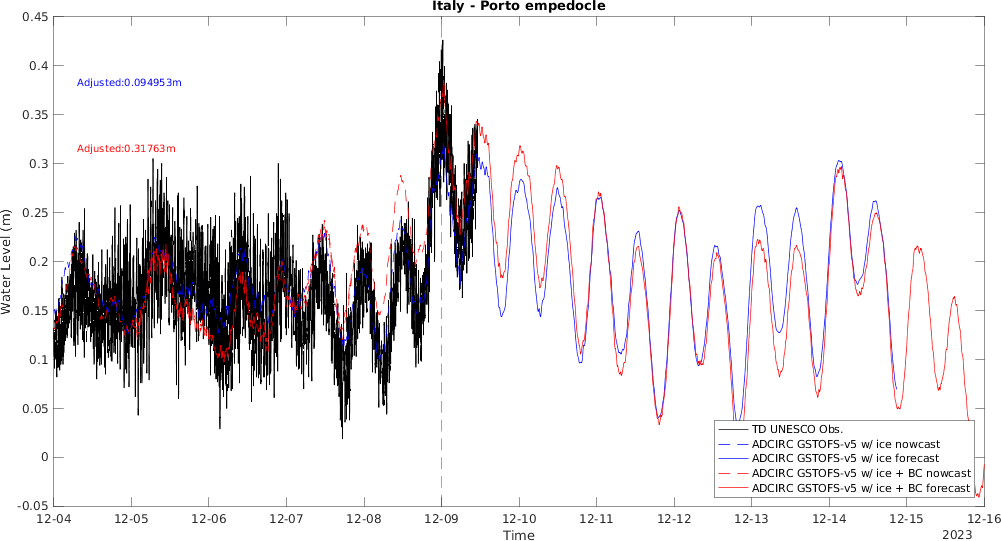 Italy - Porto empedocle
Water Level (m)
0.45
0.4
0.35
0.3
0.25
0.2
0.15
0.1
0.05
0
-0.05
Adjusted:0.094953m
Adjusted:0.31763m
TD UNESCO Obs.
ADCIRC GSTOFS-v5 w/ ice nowcast
ADCIRC GSTOFS-v5 w/ ice forecast
ADCIRC GSTOFS-v5 w/ ice + BC nowcast
ADCIRC GSTOFS-v5 w/ ice + BC forecast
12-04 12-05 12-06 12-07 12-08 12-09 12-10 12-11 12-12 12-13 12-14 12-15 12-16
Time
2023